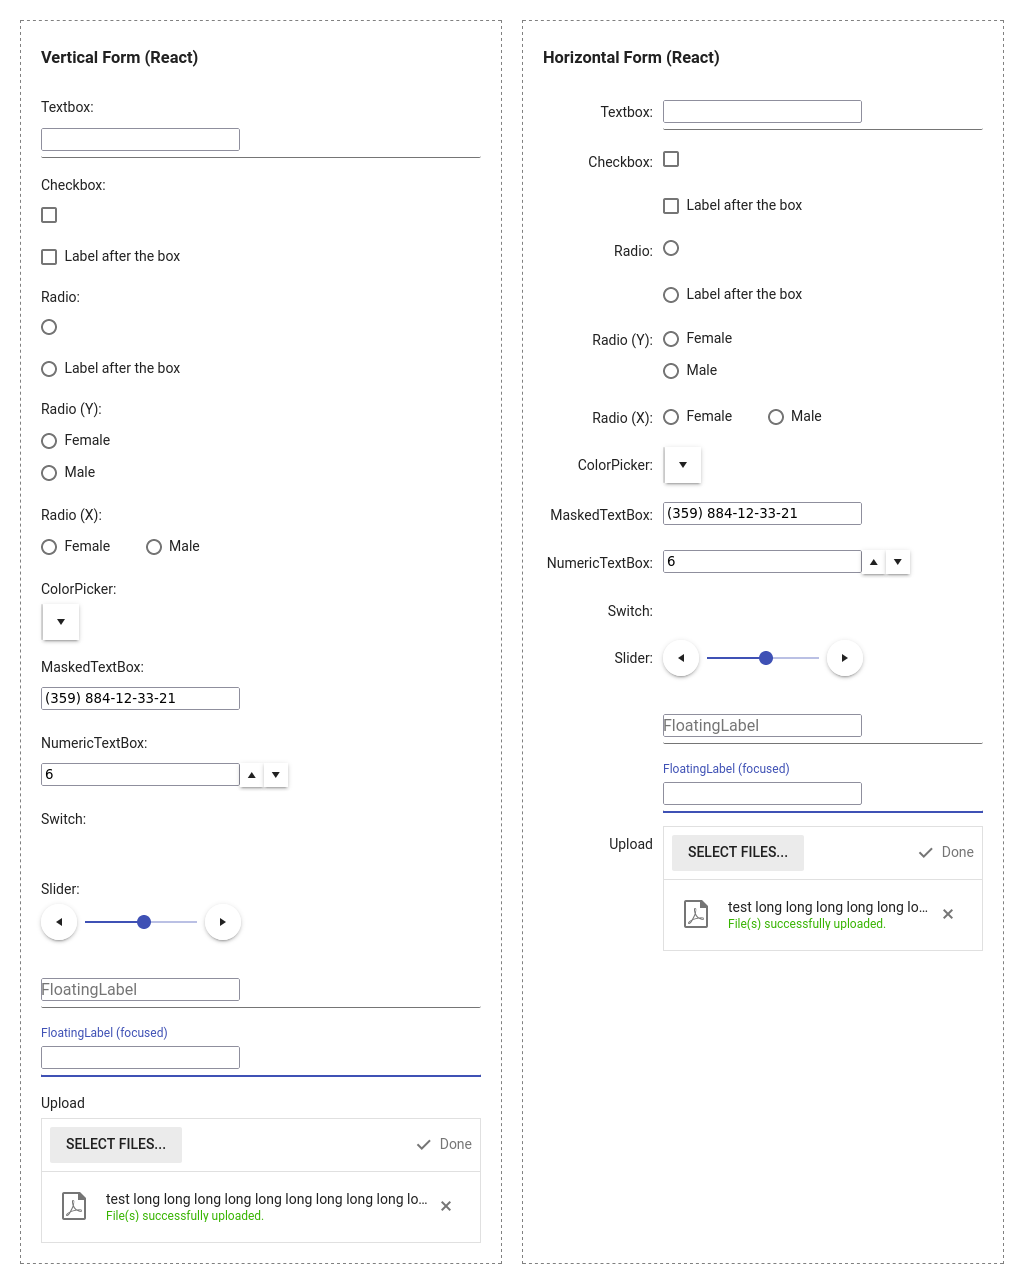 Vertical Form (React)
Textbox:
Checkbox:
Label after the box
Radio:
Label after the box
Radio (Y):
Female
Male
Radio (X):
Female Male
ColorPicker:
MaskedTextBox:
(359) 884-12-33-21
NumericTextBox:
6
Switch:
Slider:
FloatingLabel
FloatingLabel (focused)
Upload
SELECT FILES... Done
test long long long long long long long long long lo...
File(s) successfully uploaded.
Horizontal Form (React)
Textbox:
Checkbox:
Label after the box
Radio:
Label after the box
Radio (Y): Female
Male
Radio (X): Female Male
ColorPicker:
MaskedTextBox: (359) 884-12-33-21
NumericTextBox: 6
Switch:
Slider:
FloatingLabel
FloatingLabel (focused)
Upload SELECT FILES... Done
test long long long long long lo...
File(s) successfully uploaded.